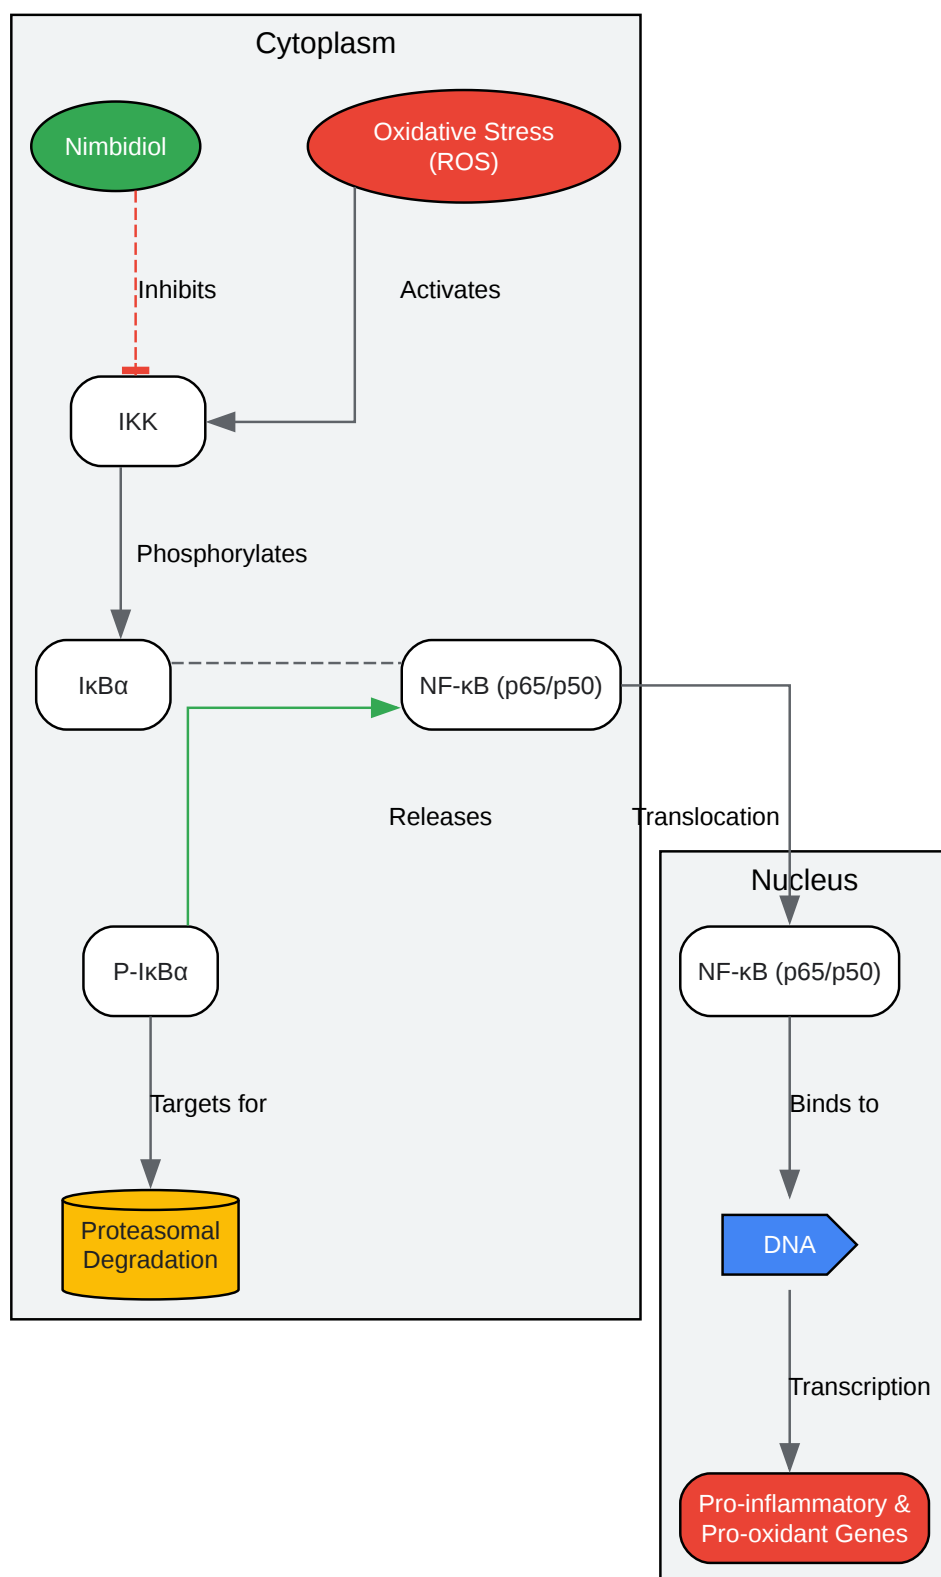 Cytoplasm
Nimbidiol
Oxidative Stress
(ROS)
Inhibits
Activates
IKK
Phosphorylates
IκBα
NF-κB (p65/p50)
Releases
Translocation
Nucleus
P-IκBα
NF-κB (p65/p50)
Targets for
Binds to
Proteasomal
Degradation
DNA
Transcription
Pro-inflammatory &
Pro-oxidant Genes